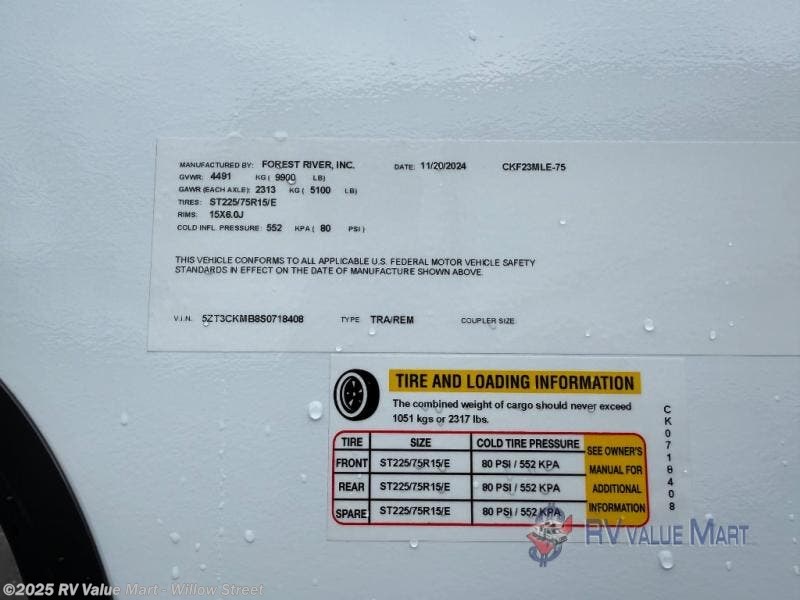 MANUFACTURED BY: FOREST RIVER, INC. DATE: 11/20/2024 CKF23MLE-75
GVWR: 4491 KG ( 9900 LB)
GAWR (EACH AXLE): 2313 KG ( 5100 LB)
TIRES: ST225/75R15/E
RIMS: 15X6.0J
COLD INFL. PRESSURE: 552 KPA ( 80 PSI )
THIS VEHICLE CONFORMS TO ALL APPLICABLE U.S. FEDERAL MOTOR VEHICLE SAFETY
STANDARDS IN EFFECT ON THE DATE OF MANUFACTURE SHOWN ABOVE.
V.I.N. 5ZT3CKMB8S0718408 TYPE TRA/REM COUPLER SIZE
TIRE AND LOADING INFORMATION
The combined weight of cargo should never exceed
1051 kgs or 2317 lbs.
TIRE SIZE COLD TIRE PRESSURE
FRONT ST225/75R15/E 80 PSI / 552 KPA
REAR ST225/75R15/E 80 PSI / 552 KPA
SPARE ST225/75R15/E 80 PSI / 552 KPA
SEE OWNER'S
MANUAL FOR
ADDITIONAL
INFORMATION
CK0718408
RV VALUE MART
©2025 RV Value Mart - Willow Street